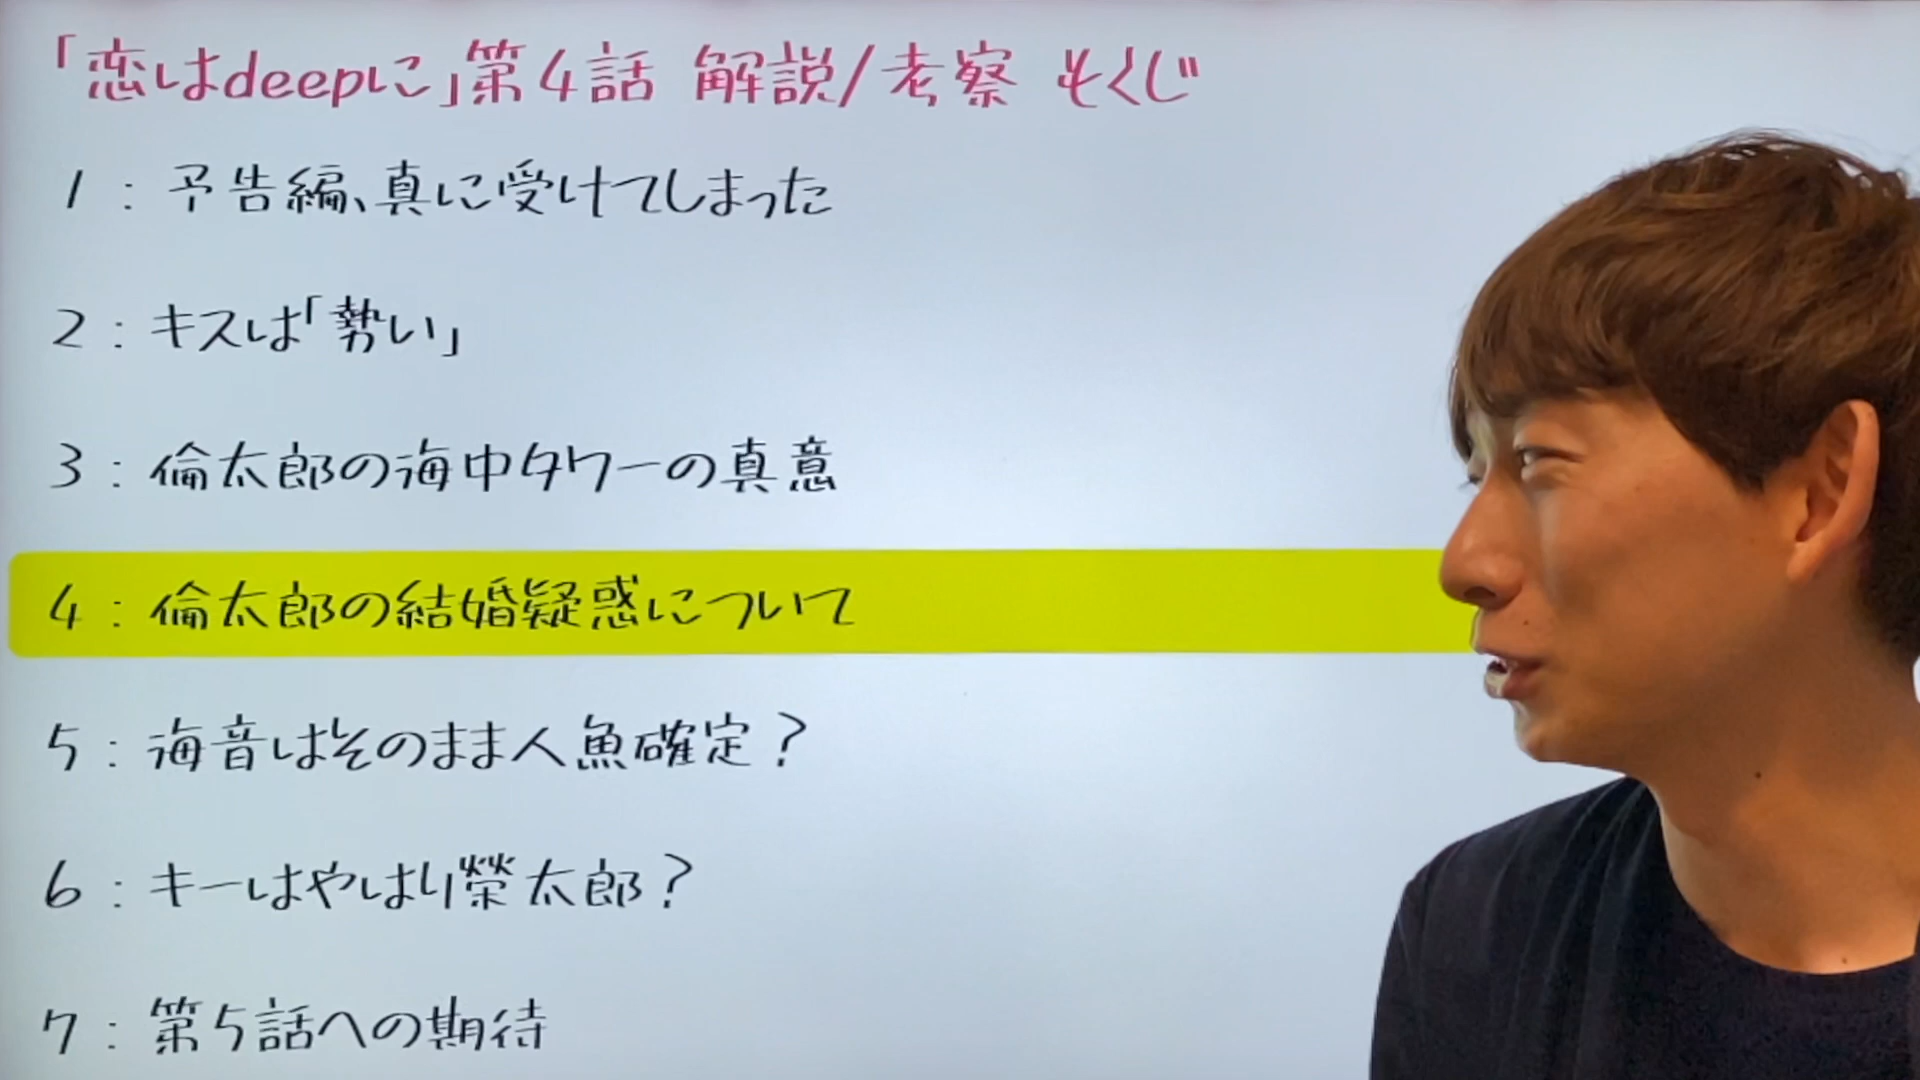 「恋はdeepに」第4話 解説/考察 もくじ
1：予告編、真に受けてしまった
2：キスは「勢い」
3：倫太郎の海中タワーの真意
4：倫太郎の結婚疑惑について
5：海音はそのまま人魚確定？
6：キーはやはり榮太郎？
7：第5話への期待